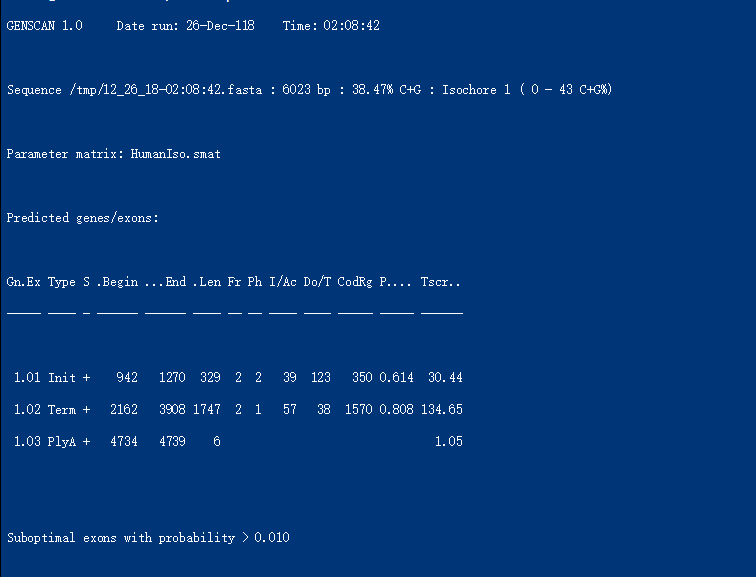 GENSCAN 1.0 Date run: 26-Dec-118 Time: 02:08:42
Sequence /tmp/12_26_18-02:08:42.fasta : 6023 bp : 38.47% C+G : Isochore 1 ( 0 - 43 C+G%)
Parameter matrix: HumanIso.smat
Predicted genes/exons:
Gn.Ex Type S .Begin ...End .Len Fr Ph I/Ac Do/T CodRg P.... Tscr..
----- ---- - ------ ------ ---- -- -- ---- ---- ----- ----- ------
1.01 Init + 942 1270 329 2 2 39 123 350 0.614 30.44
1.02 Term + 2162 3908 1747 2 1 57 38 1570 0.808 134.65
1.03 PlyA + 4734 4739 6 1.05
Suboptimal exons with probability > 0.010